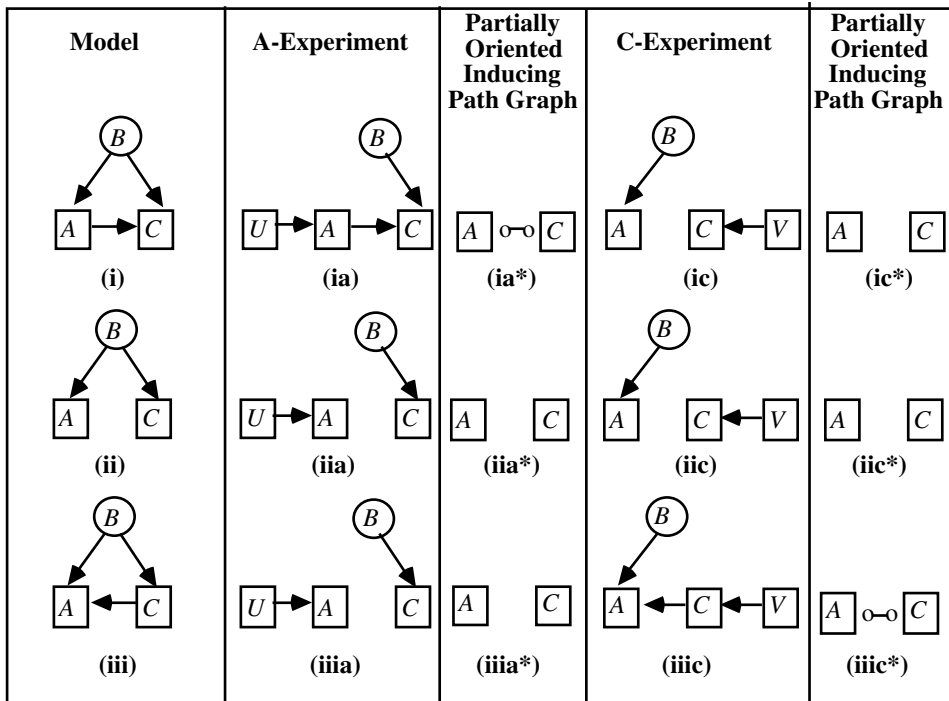 Model
A-Experiment
Partially
Oriented
Inducing
Path Graph
C-Experiment
Partially
Oriented
Inducing
Path Graph
B
B
B
A C
U A C
A o-o C
A C V
A C
(i)
(ia)
(ia*)
(ic)
(ic*)
B
B
B
A C
U A C
A C
A C V
A C
(ii)
(iia)
(iia*)
(iic)
(iic*)
B
B
B
A C
U A C
A C
A C V
A o-o C
(iii)
(iiia)
(iiia*)
(iiic)
(iiic*)